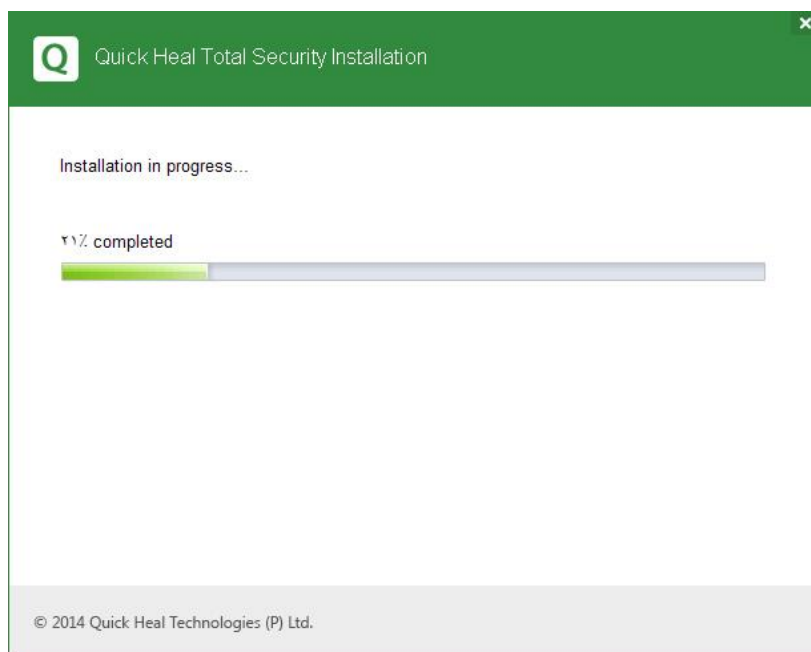 Q Quick Heal Total Security Installation
Installation in progress...
٢١٪ completed
© 2014 Quick Heal Technologies (P) Ltd.